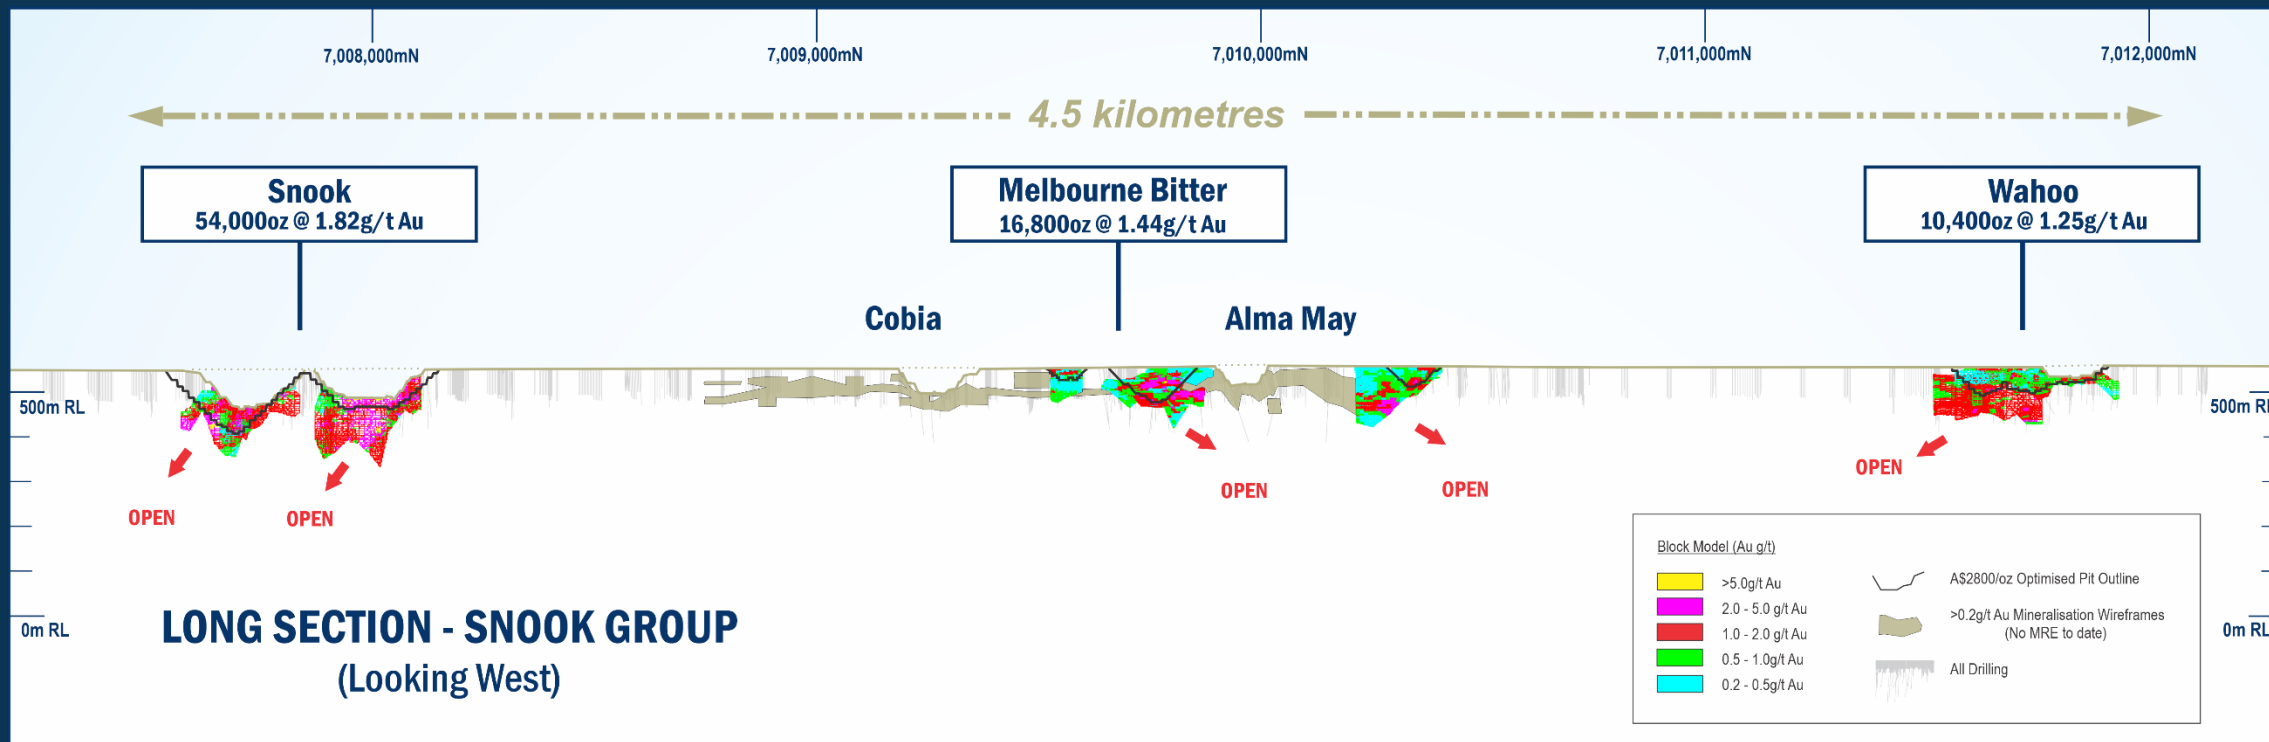 7,008,000mN
7,009,000mN
7,010,000mN
7,011,000mN
7,012,000mN
4.5 kilometres
Snook
54,000oz @ 1.82g/t Au
Melbourne Bitter
16,800oz @ 1.44g/t Au
Wahoo
10,400oz @ 1.25g/t Au
Cobia
Alma May
500m RL
500m RL
OPEN
OPEN
OPEN
OPEN
OPEN
0m RL
0m RL
LONG SECTION - SNOOK GROUP
(Looking West)
Block Model (Au g/t)
>5.0g/t Au
2.0 - 5.0 g/t Au
1.0 - 2.0 g/t Au
0.5 - 1.0g/t Au
0.2 - 0.5g/t Au
A$2800/oz Optimised Pit Outline
>0.2g/t Au Mineralisation Wireframes
(No MRE to date)
All Drilling